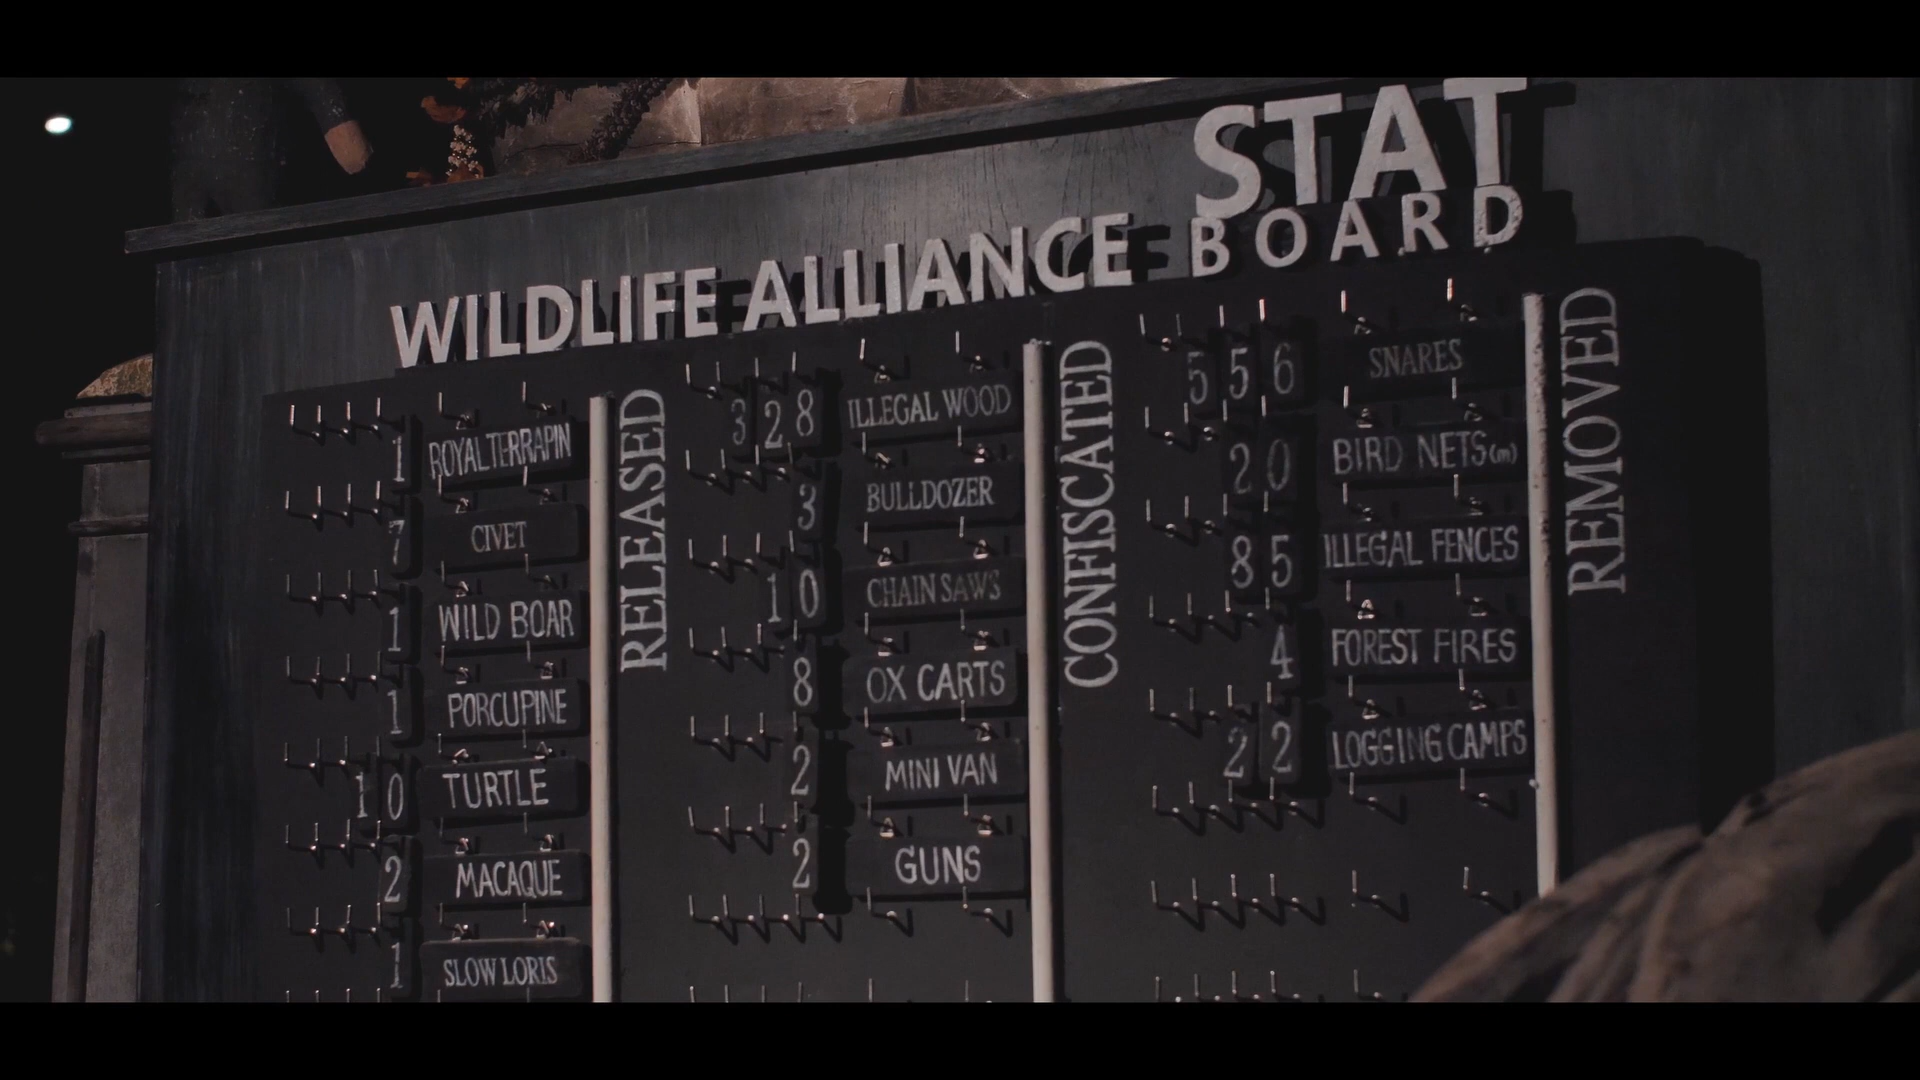 STAT
WILDLIFE ALLIANCE BOARD
1 ROYAL TERRAPIN
7 CIVET
1 WILD BOAR
1 PORCUPINE
10 TURTLE
2 MACAQUE
1 SLOW LORIS
RELEASED
328 ILLEGAL WOOD
3 BULLDOZER
10 CHAIN SAWS
8 OX CARTS
2 MINI VAN
2 GUNS
CONFISCATED
556 SNARES
20 BIRD NETS(m)
85 ILLEGAL FENCES
4 FOREST FIRES
22 LOGGING CAMPS
REMOVED